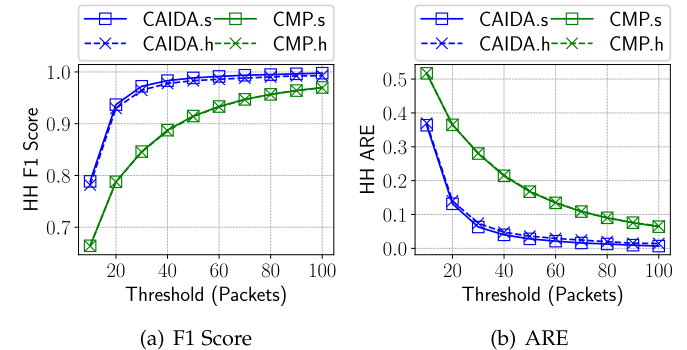 CAIDA.s CMP.s
CAIDA.h CMP.h
1.0
0.9
0.8
0.7
HH F1 Score
20 40 60 80 100
Threshold (Packets)
(a) F1 Score
CAIDA.s CMP.s
CAIDA.h CMP.h
0.5
0.4
0.3
0.2
0.1
0.0
HH ARE
20 40 60 80 100
Threshold (Packets)
(b) ARE